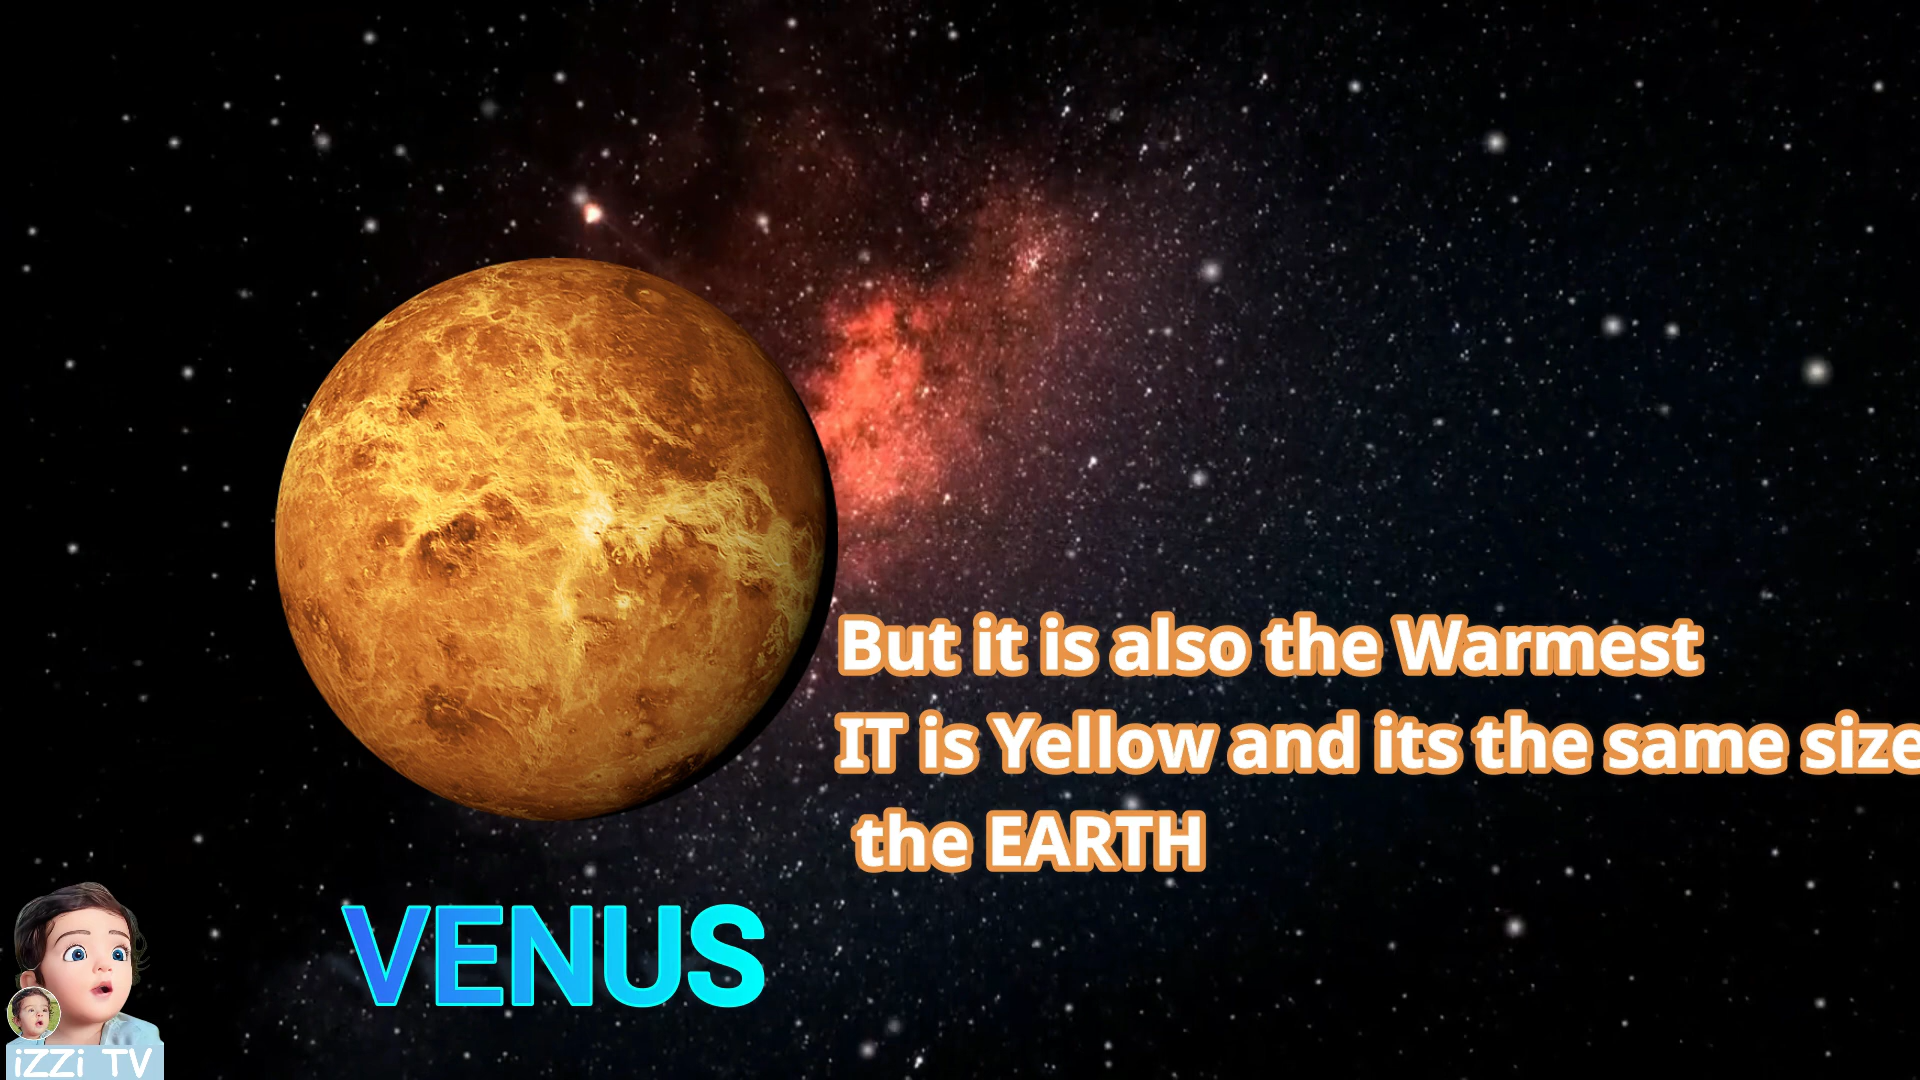 But it is also the Warmest
IT is Yellow and its the same size
the EARTH
VENUS
iZZi TV